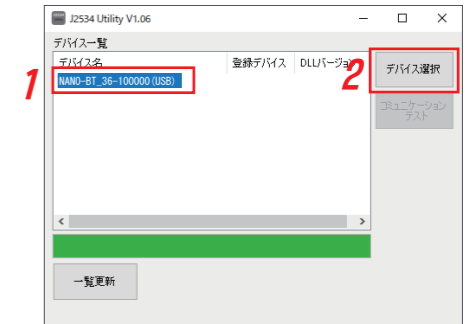 J2534 Utility V1.06
デバイス一覧
デバイス名 登録デバイス DLLバージョン
1
NANO-BT_36-100000(USB)
2
デバイス選択
コミュニケーション
テスト
一覧更新